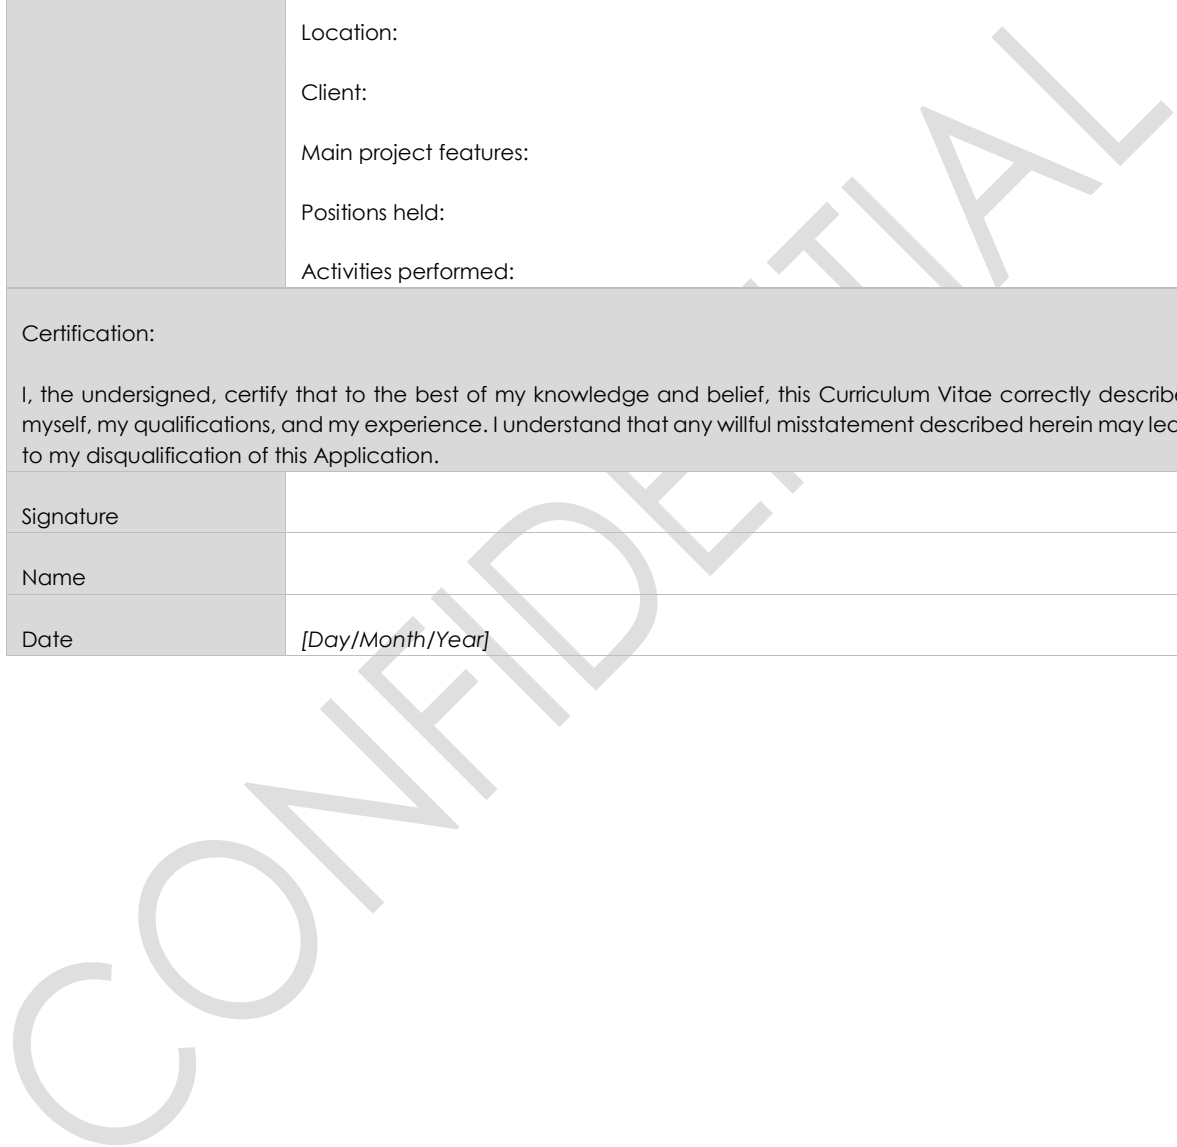 Location:
Client:
Main project features:
Positions held:
Activities performed:
Certification:
I, the undersigned, certify that to the best of my knowledge and belief, this Curriculum Vitae correctly describe
myself, my qualifications, and my experience. I understand that any willful misstatement described herein may lea
to my disqualification of this Application.
Signature
Name
Date [Day/Month/Year]
CONFIDENTIAL